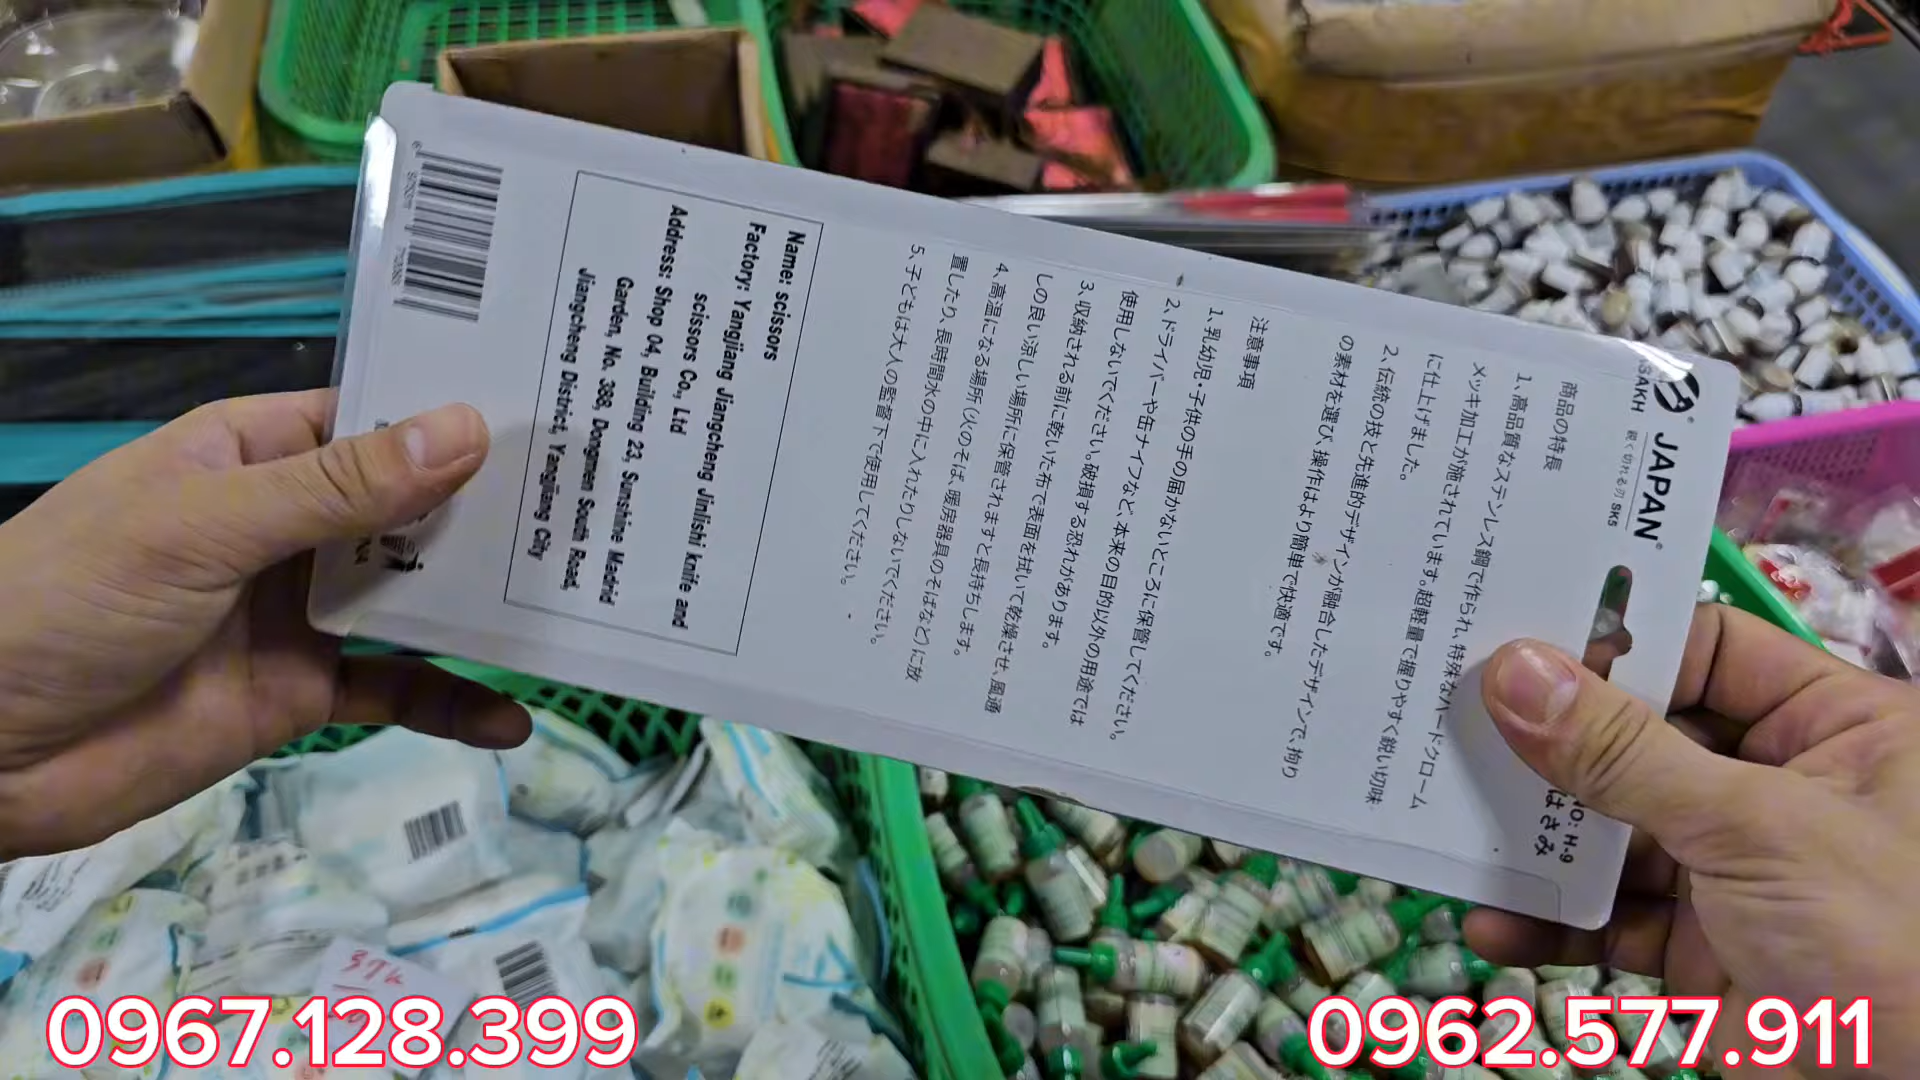 JAPAN®
SAKH
鋭く切れる刃 SK5
NO: H-9
はさみ
商品の特長
1、高品質なステンレス鋼で作られ、特殊なハードクローム
メッキ加工が施されています。超軽量で握りやすく鋭い切味
に仕上げました。
2、伝統の技と先進的デザインが融合したデザインで、拘り
の素材を選び、操作はより簡単で快適です。
注意事項
1、乳幼児・子供の手の届かないところに保管してください。
2、ドライバーや缶ナイフなど、本来の目的以外の用途では
使用しないでください。破損する恐れがあります。
3、収納される前に乾いた布で表面を拭いて乾燥させ、風通
しの良い涼しい場所に保管されますと長持ちします。
4、高温になる場所(火のそば、暖房器具のそばなど)に放
置したり、長時間水の中に入れたりしないでください。
5、子どもは大人の監督下で使用してください。
Name: scissors
Factory: Yangjiang Jiangcheng Jinlishi knife and
scissors Co., Ltd
Address: Shop 04, Building 23, Sunshine Madrid
Garden, No. 388, Dongmen South Road,
Jiangcheng District, Yangjiang City
37k
0967.128.399
0962.577.911